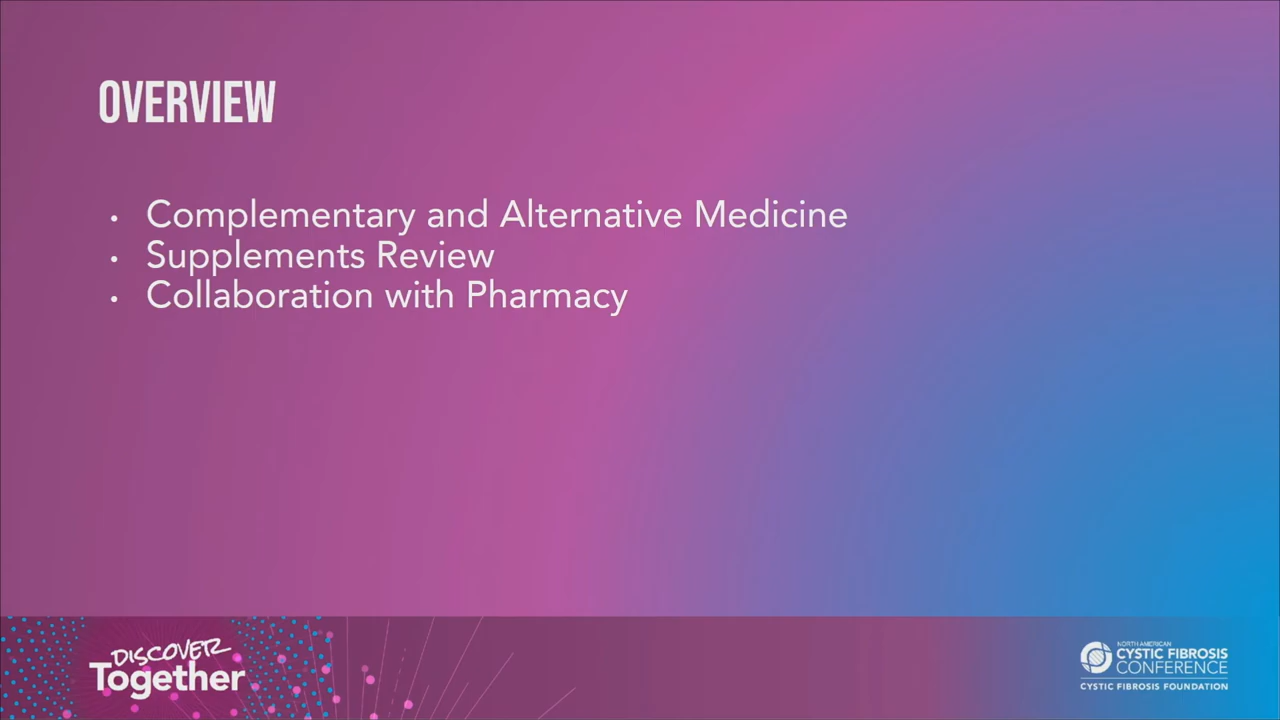 OVERVIEW
• Complementary and Alternative Medicine
• Supplements Review
• Collaboration with Pharmacy
DISCOVER
Together
NORTH AMERICAN
CYSTIC FIBROSIS
CONFERENCE
CYSTIC FIBROSIS FOUNDATION